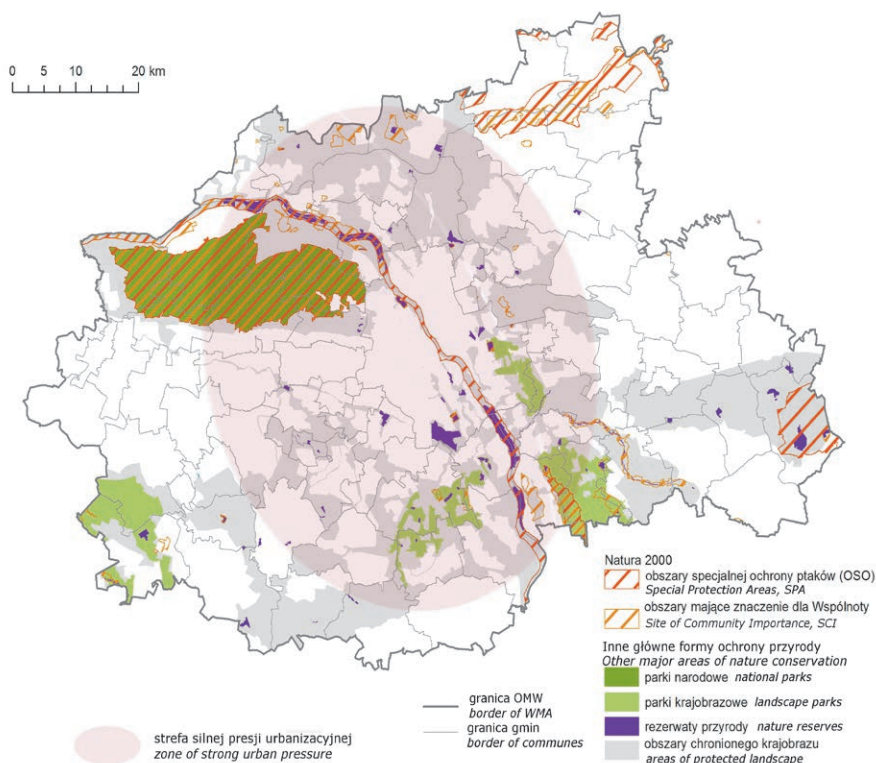 0 5 10 20 km
Natura 2000
obszary specjalnej ochrony ptaków (OSO)
Special Protection Areas, SPA
obszary mające znaczenie dla Wspólnoty
Site of Community Importance, SCI
Inne główne formy ochrony przyrody
Other major areas of nature conservation
parki narodowe national parks
parki krajobrazowe landscape parks
rezerwaty przyrody nature reserves
obszary chronionego krajobrazu
areas of protected landscape
granica OMW
border of WMA
granica gmin
border of communes
strefa silnej presji urbanizacyjnej
zone of strong urban pressure